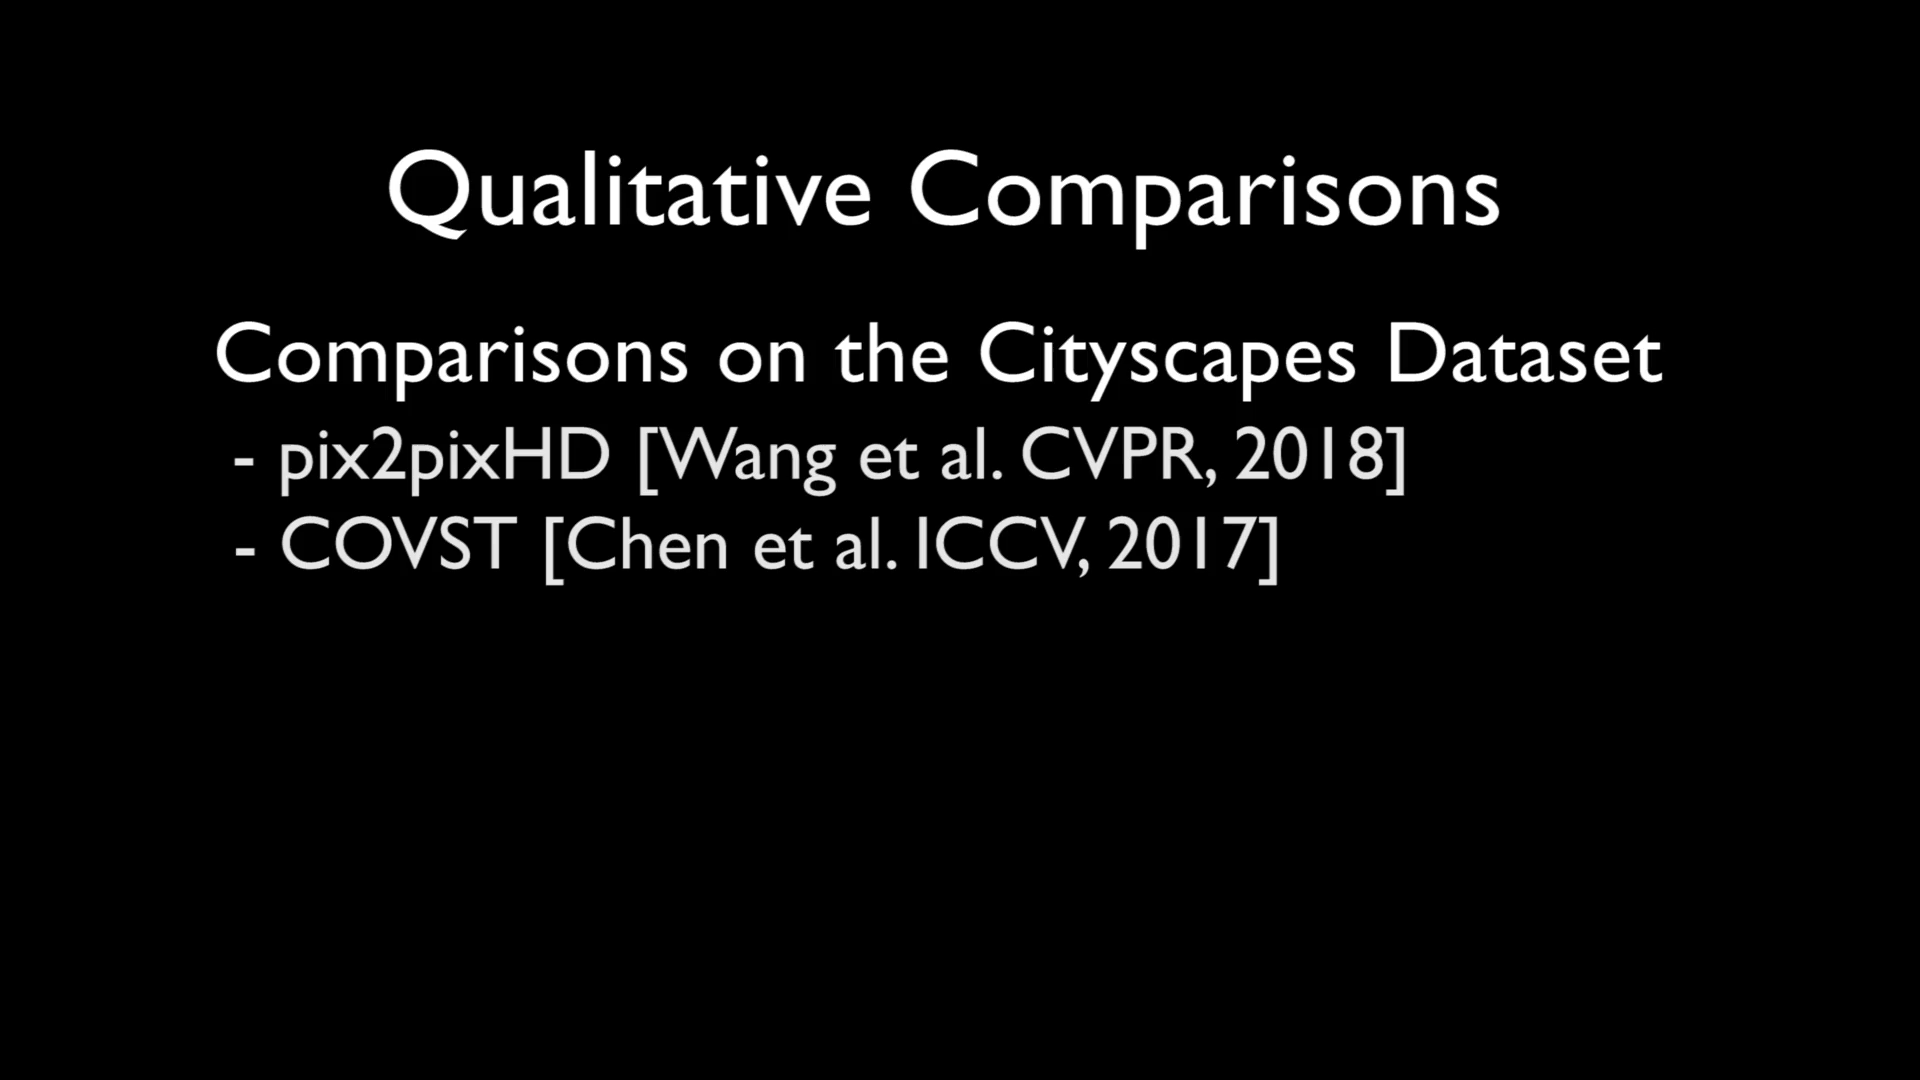 Qualitative Comparisons
Comparisons on the Cityscapes Dataset
- pix2pixHD [Wang et al. CVPR, 2018]
- COVST [Chen et al. ICCV, 2017]